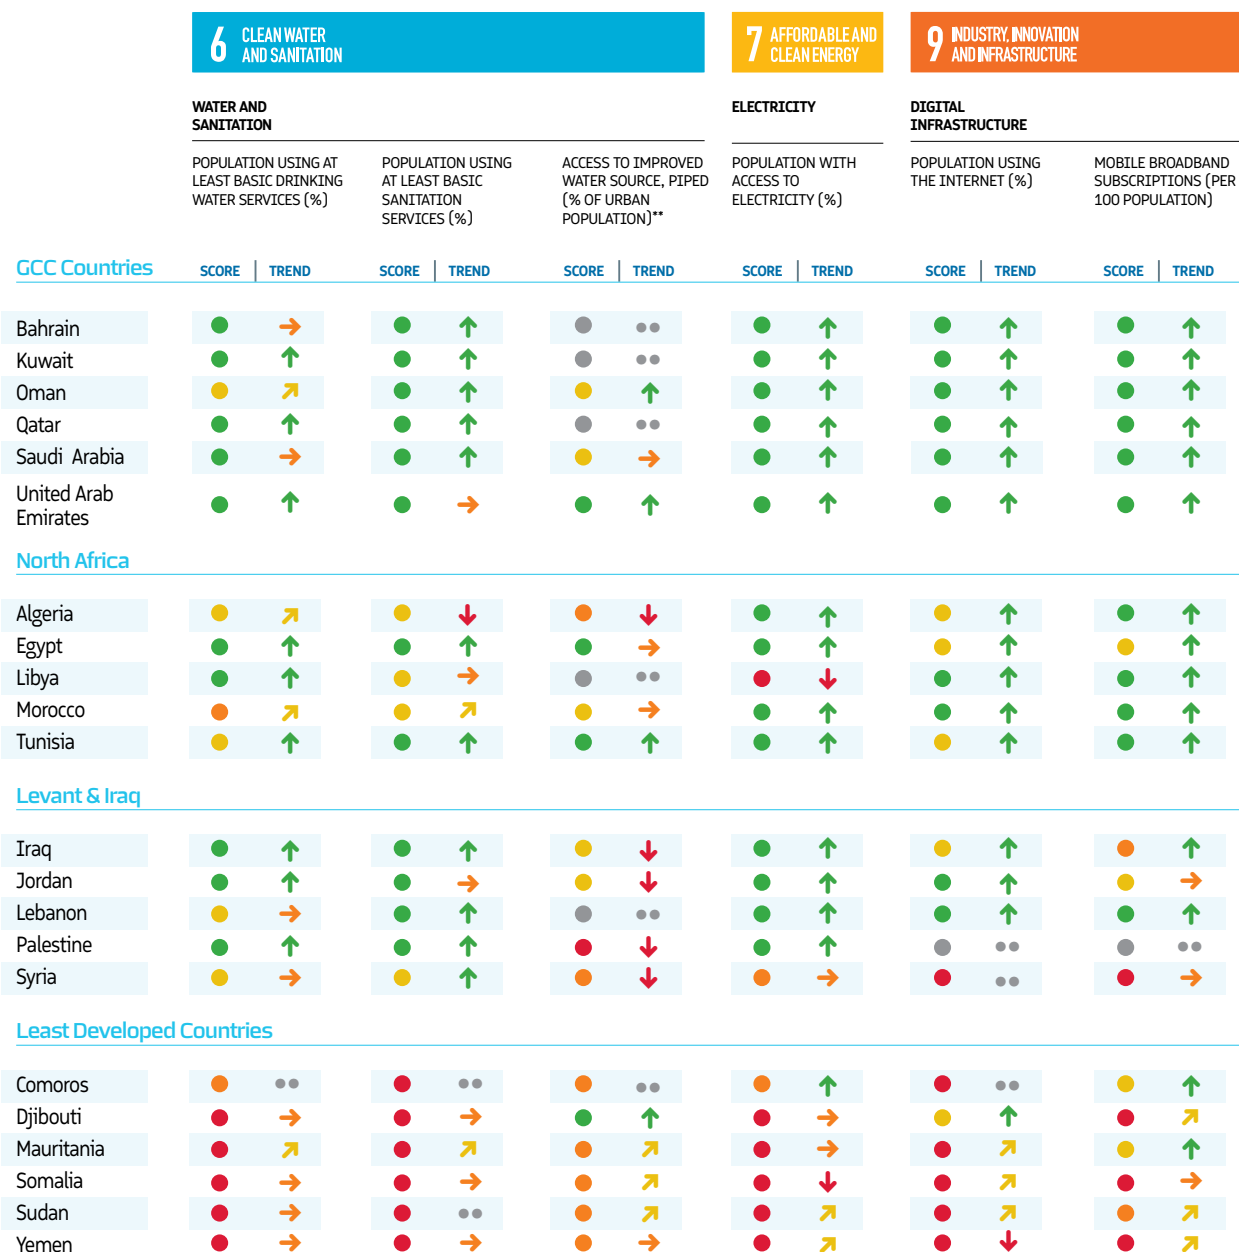 6 CLEAN WATER
AND SANITATION
7 AFFORDABLE AND
CLEAN ENERGY
9 INDUSTRY, INNOVATION
AND INFRASTRUCTURE
WATER AND
SANITATION
ELECTRICITY
DIGITAL
INFRASTRUCTURE
POPULATION USING AT
LEAST BASIC DRINKING
WATER SERVICES (%)
POPULATION USING
AT LEAST BASIC
SANITATION
SERVICES (%)
ACCESS TO IMPROVED
WATER SOURCE, PIPED
(% OF URBAN
POPULATION)**
POPULATION WITH
ACCESS TO
ELECTRICITY (%)
POPULATION USING
THE INTERNET (%)
MOBILE BROADBAND
SUBSCRIPTIONS (PER
100 POPULATION)
GCC Countries SCORE TREND SCORE TREND SCORE TREND SCORE TREND SCORE TREND SCORE TREND
Bahrain
Kuwait
Oman
Qatar
Saudi Arabia
United Arab
Emirates
North Africa
Algeria
Egypt
Libya
Morocco
Tunisia
Levant & Iraq
Iraq
Jordan
Lebanon
Palestine
Syria
Least Developed Countries
Comoros
Djibouti
Mauritania
Somalia
Sudan
Yemen